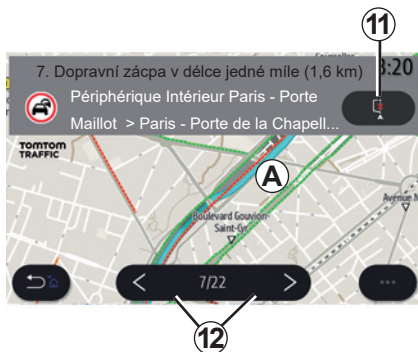 11
3:20
7. Dopravní zácpa v délce jedné míle (1,6 km)
Périphérique Intérieur Paris - Porte
Maillot > Paris - Porte de la Chapell...
TOMTOM
TRAFFIC
A
Boulevard Gouvion-
Saint-Cyr
Avenue
7/22
12